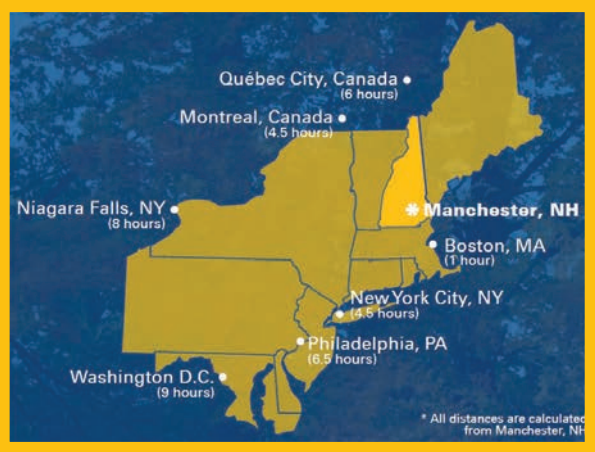 Québec City, Canada
(6 hours)
Montreal, Canada
(4.5 hours)
Niagara Falls, NY
(8 hours)
* Manchester, NH
Boston, MA
(1 hour)
New York City, NY
(4.5 hours)
Philadelphia, PA
(6.5 hours)
Washington D.C.
(9 hours)
* All distances are calculated
from Manchester, NH